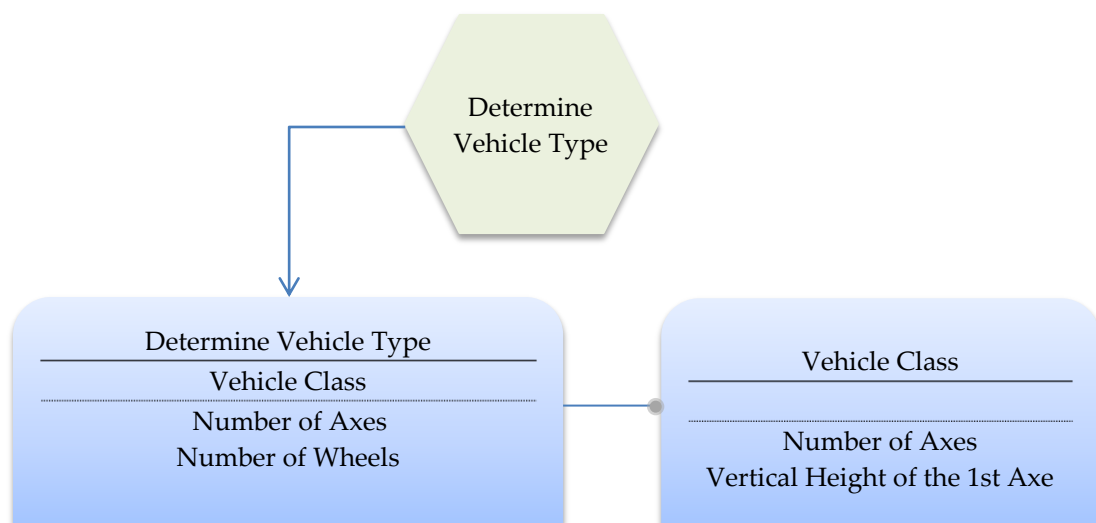 Determine
Vehicle Type
Determine Vehicle Type
Vehicle Class
Number of Axes
Number of Wheels
Vehicle Class
Number of Axes
Vertical Height of the 1st Axe